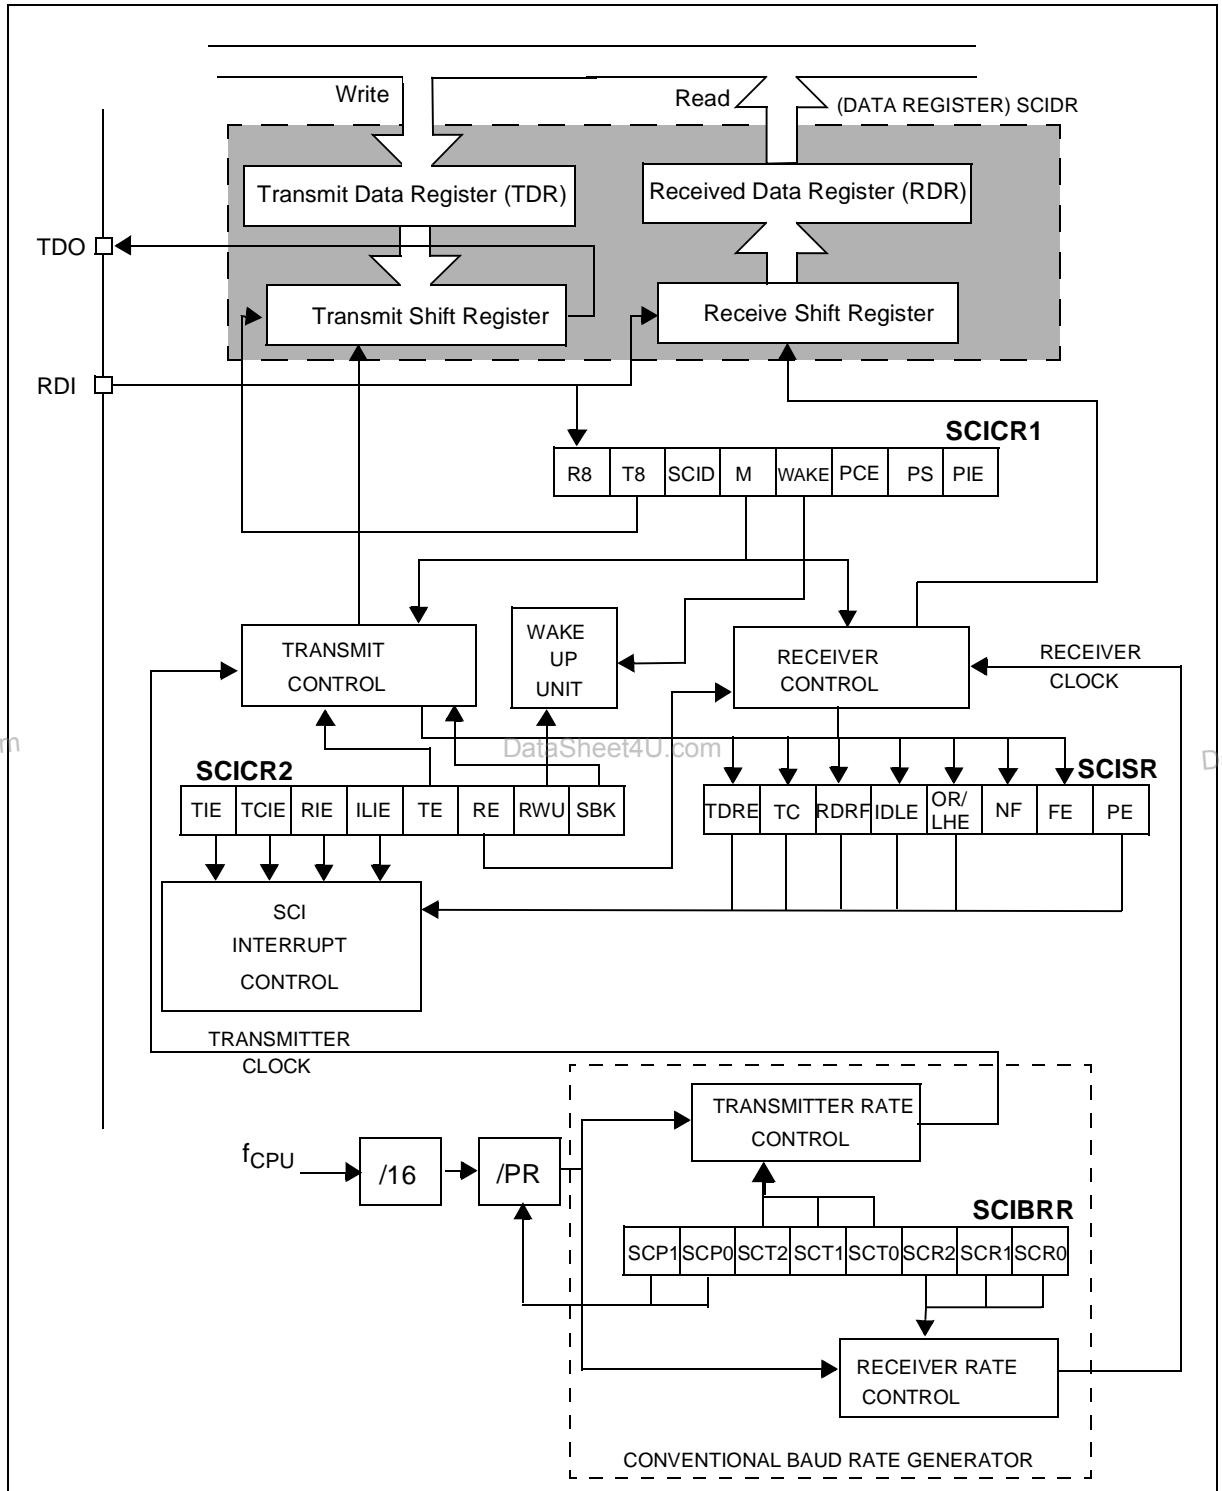 Write
Read
(DATA REGISTER) SCIDR
Transmit Data Register (TDR)
Received Data Register (RDR)
TDO
Transmit Shift Register
Receive Shift Register
RDI
SCICR1
R8 T8 SCID M WAKE PCE PS PIE
TRANSMIT
CONTROL
WAKE
UP
UNIT
RECEIVER
CONTROL
RECEIVER
CLOCK
DataSheet4U.com
m
D
SCICR2
SCISR
TIE TCIE RIE ILIE TE RE RWU SBK
TDRE TC RDRF IDLE OR/
LHE NF FE PE
SCI
INTERRUPT
CONTROL
TRANSMITTER
CLOCK
TRANSMITTER RATE
CONTROL
fCPU
/16
/PR
SCIBRR
SCP1 SCP0 SCT2 SCT1 SCT0 SCR2 SCR1 SCR0
RECEIVER RATE
CONTROL
CONVENTIONAL BAUD RATE GENERATOR